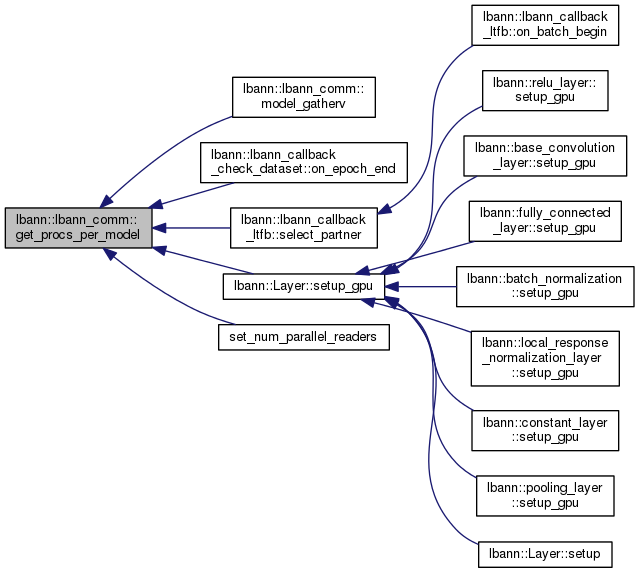 lbann::lbann_comm::
get_procs_per_model
lbann::lbann_comm::
model_gatherv
lbann::lbann_callback
_check_dataset::on_epoch_end
lbann::lbann_callback
_ltfb::select_partner
lbann::Layer::setup_gpu
set_num_parallel_readers
lbann::lbann_callback
_ltfb::on_batch_begin
lbann::relu_layer::
setup_gpu
lbann::base_convolution
_layer::setup_gpu
lbann::fully_connected
_layer::setup_gpu
lbann::batch_normalization
::setup_gpu
lbann::local_response
_normalization_layer
::setup_gpu
lbann::constant_layer
::setup_gpu
lbann::pooling_layer
::setup_gpu
lbann::Layer::setup